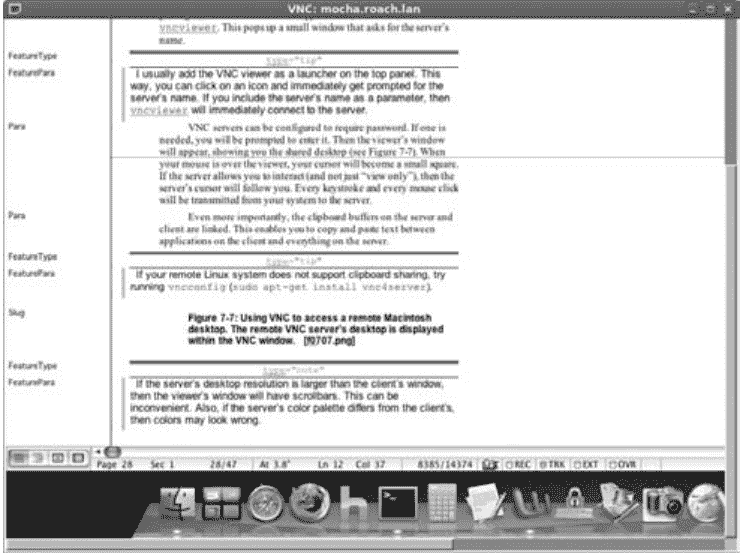 VNC: mocha.roach.lan
vncviewer. This pops up a small window that asks for the server's
name.
FeatureType
type="tip"
FeaturePara
I usually add the VNC viewer as a launcher on the top panel. This
way, you can click on an icon and immediately get prompted for the
server's name. If you include the server's name as a parameter, then
vncviewer will immediately connect to the server.
Para
VNC servers can be configured to require password. If one is
needed, you will be prompted to enter it. Then the viewer's window
will appear, showing you the shared desktop (see Figure 7-7). When
your mouse is over the viewer, your cursor will become a small square.
If the server allows you to interact (and not just "view only"), then the
server's cursor will follow you. Every keystroke and every mouse click
will be transmitted from your system to the server.
Para
Even more importantly, the clipboard buffers on the server and
client are linked. This enables you to copy and paste text between
applications on the client and everything on the server.
FeatureType
type="tip"
FeaturePara
If your remote Linux system does not support clipboard sharing, try
running vncconfig (sudo apt-get install vnc4server).
Slug
Figure 7-7: Using VNC to access a remote Macintosh
desktop. The remote VNC server's desktop is displayed
within the VNC window. [f0707.png]
FeatureType
type="note"
FeaturePara
If the server's desktop resolution is larger than the client's window,
then the viewer's window will have scrollbars. This can be
inconvenient. Also, if the server's color palette differs from the client's,
then colors may look wrong.
Page 28 Sec 1 28/47 At 3.8" Ln 12 Col 37 8385/14374 REC TRK EXT OVR